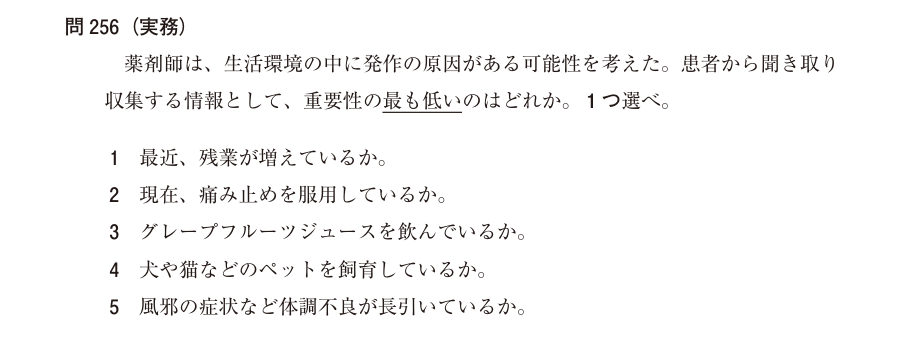 問 256（実務）
薬剤師は、生活環境の中に発作の原因がある可能性を考えた。患者から聞き取り
収集する情報として、重要性の最も低いのはどれか。1つ選べ。
1 最近、残業が増えているか。
2 現在、痛み止めを服用しているか。
3 グレープフルーツジュースを飲んでいるか。
4 犬や猫などのペットを飼育しているか。
5 風邪の症状など体調不良が長引いているか。